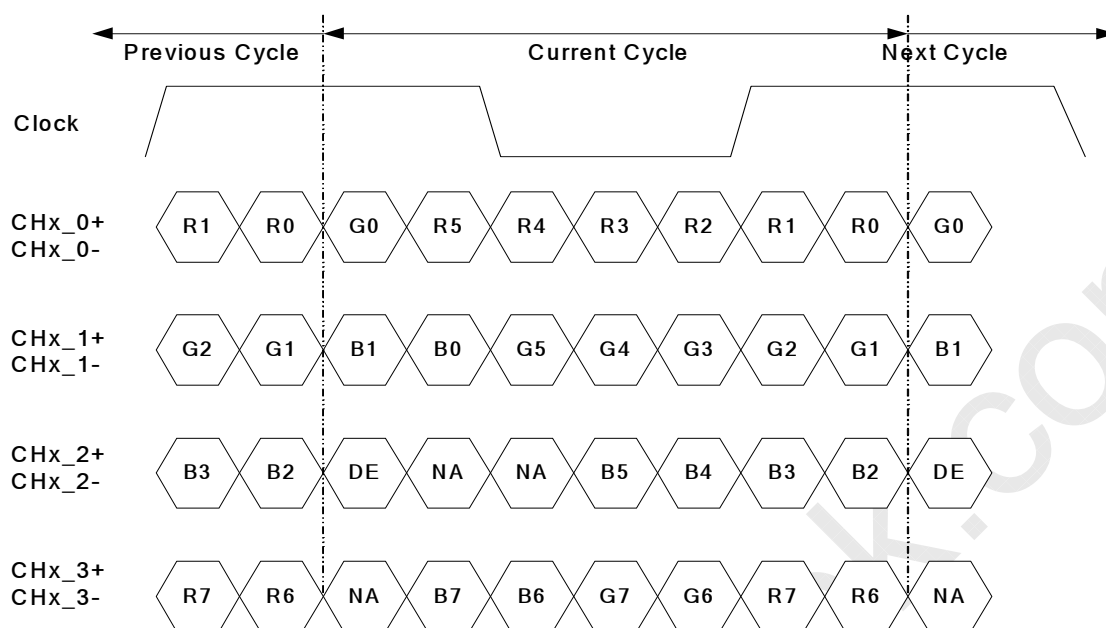 Previous Cycle Current Cycle Next Cycle
Clock
CHx_0+
CHx_0-
R1 R0 G0 R5 R4 R3 R2 R1 R0 G0
CHx_1+
CHx_1-
G2 G1 B1 B0 G5 G4 G3 G2 G1 B1
CHx_2+
CHx_2-
B3 B2 DE NA NA B5 B4 B3 B2 DE
CHx_3+
CHx_3-
R7 R6 NA B7 B6 G7 G6 R7 R6 NA